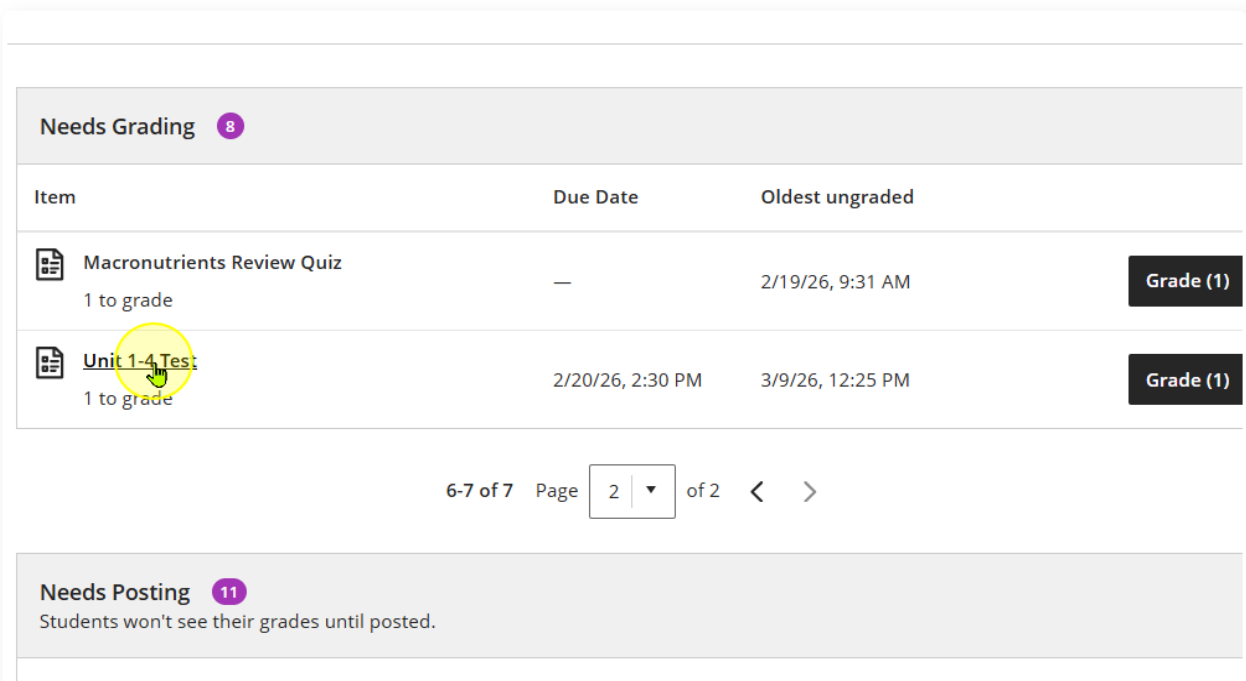 Needs Grading 8
Item Due Date Oldest ungraded
Macronutrients Review Quiz
1 to grade
— 2/19/26, 9:31 AM Grade (1)
Unit 1-4 Test
1 to grade
2/20/26, 2:30 PM 3/9/26, 12:25 PM Grade (1)
6-7 of 7 Page 2 of 2
Needs Posting 11
Students won't see their grades until posted.